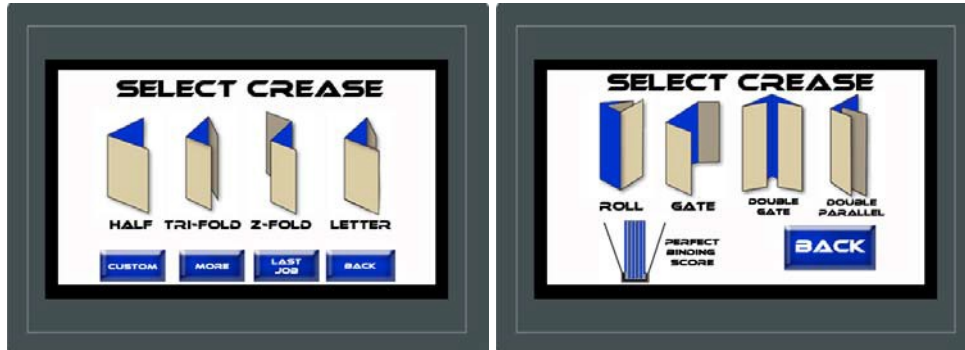 SELECT CREASE
HALF TRI-FOLD Z-FOLD LETTER
CUSTOM MORE LAST JOB BACK
SELECT CREASE
ROLL GATE DOUBLE GATE DOUBLE PARALLEL
PERFECT
BINDING
SCORE
BACK